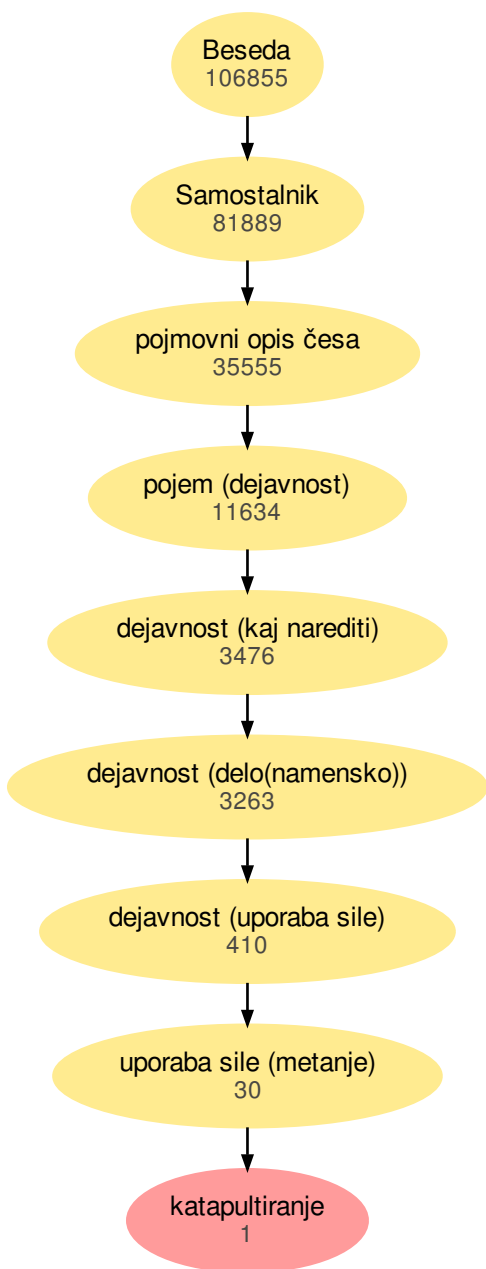 Beseda
106855
Samostalnik
81889
pojmovni opis česa
35555
pojem (dejavnost)
11634
dejavnost (kaj narediti)
3476
dejavnost (delo(namensko))
3263
dejavnost (uporaba sile)
410
uporaba sile (metanje)
30
katapultiranje
1